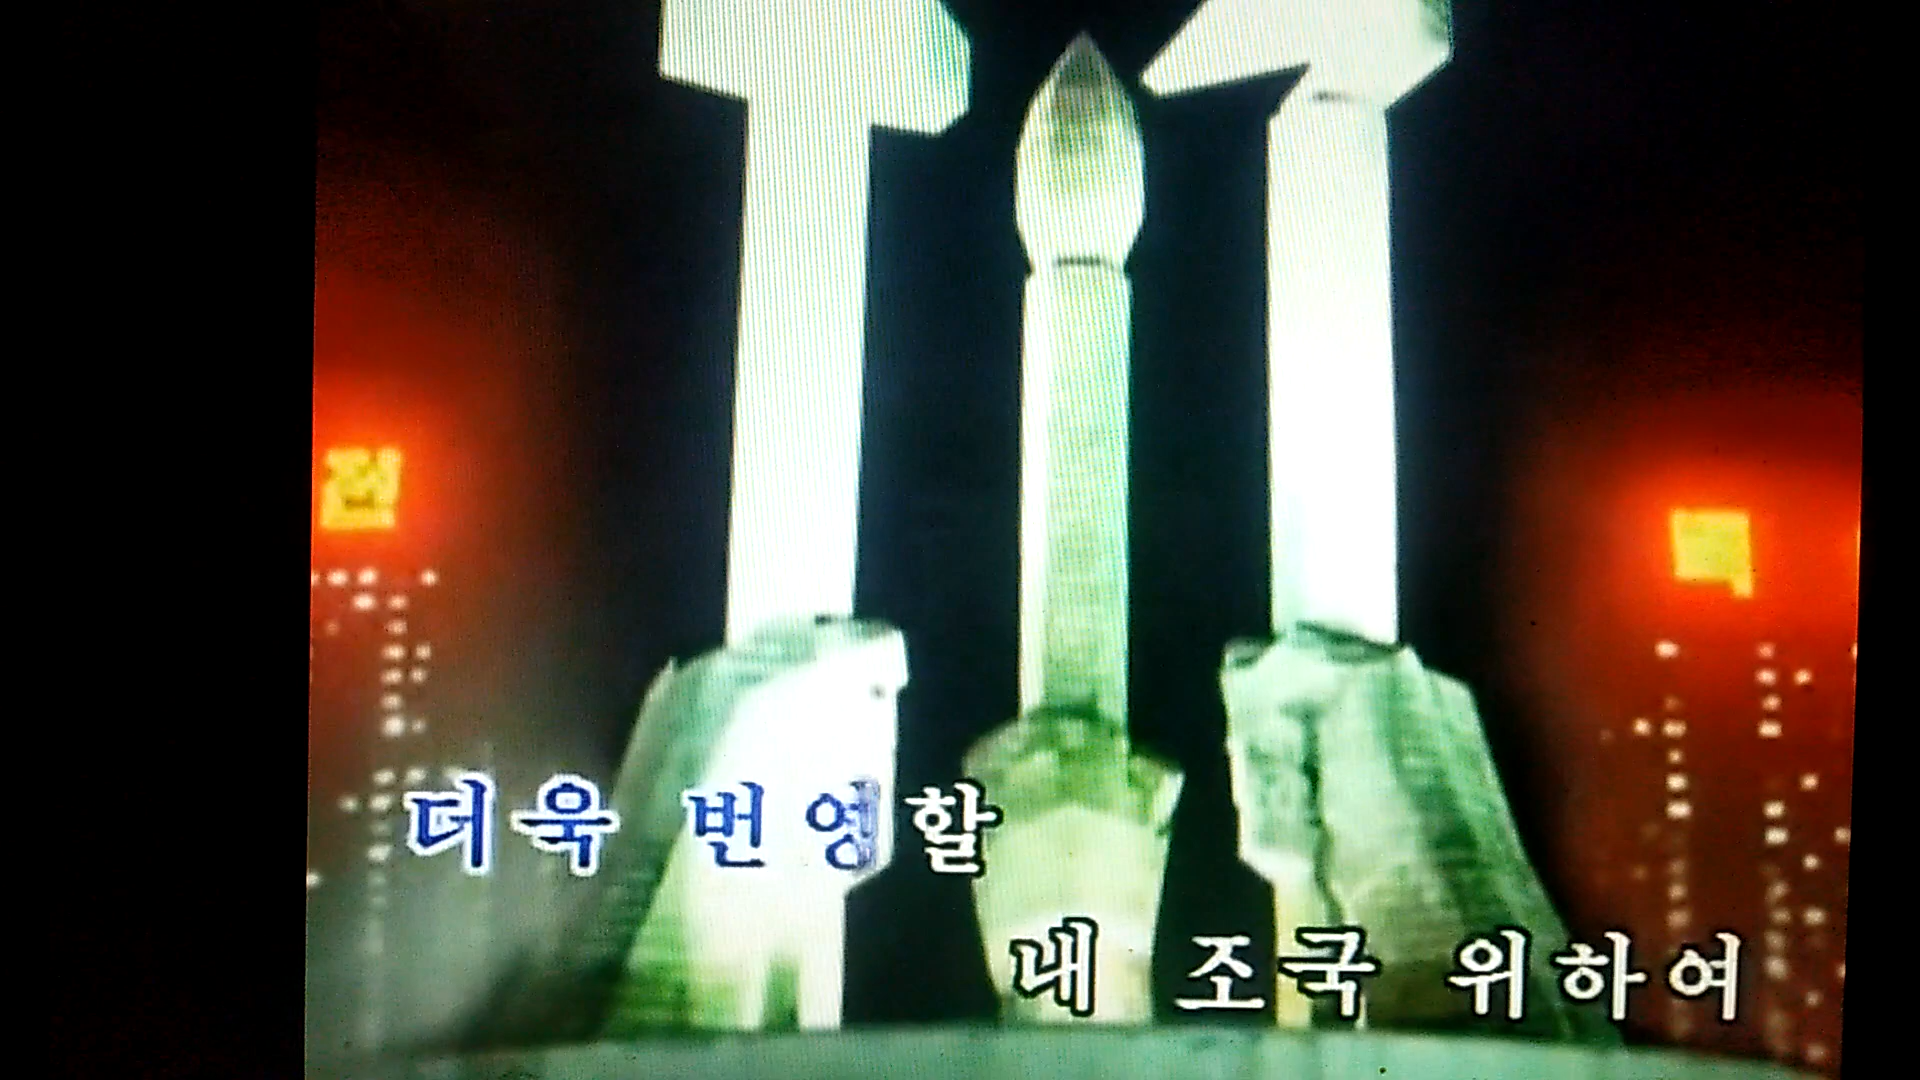 더욱 번영할
내 조국 위하여